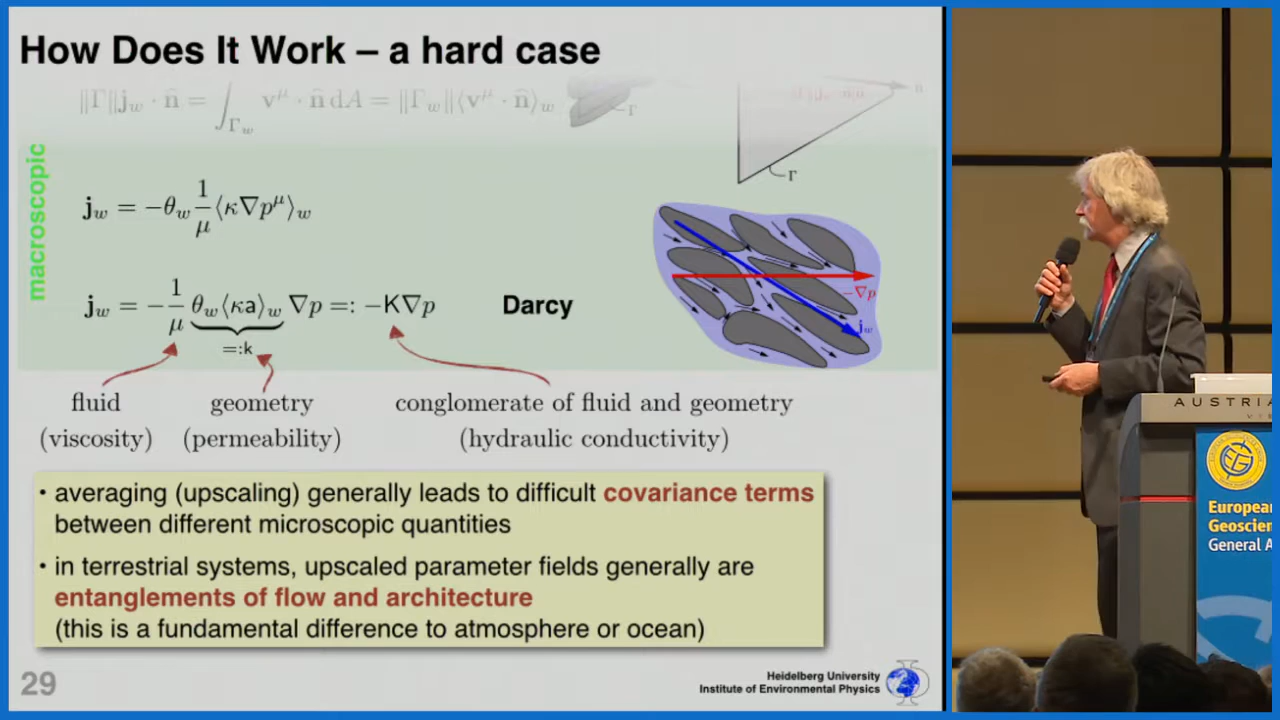 How Does It Work – a hard case
‖Γ‖j_w · n̂ = ∫_{Γ_w} v^μ · n̂ dA = ‖Γ_w‖⟨v^μ · n̂⟩_w
Γ
n
Γ
macroscopic
j_w = −θ_w 1/μ ⟨κ∇p^μ⟩_w
j_w = −1/μ θ_w⟨κa⟩_w ∇p =: −K∇p
=:k
Darcy
−∇p
j_w
fluid
(viscosity)
geometry
(permeability)
conglomerate of fluid and geometry
(hydraulic conductivity)
• averaging (upscaling) generally leads to difficult covariance terms
between different microscopic quantities
• in terrestrial systems, upscaled parameter fields generally are
entanglements of flow and architecture
(this is a fundamental difference to atmosphere or ocean)
29
Heidelberg University
Institute of Environmental Physics
AUSTRIA
EG
European
Geoscien
General A